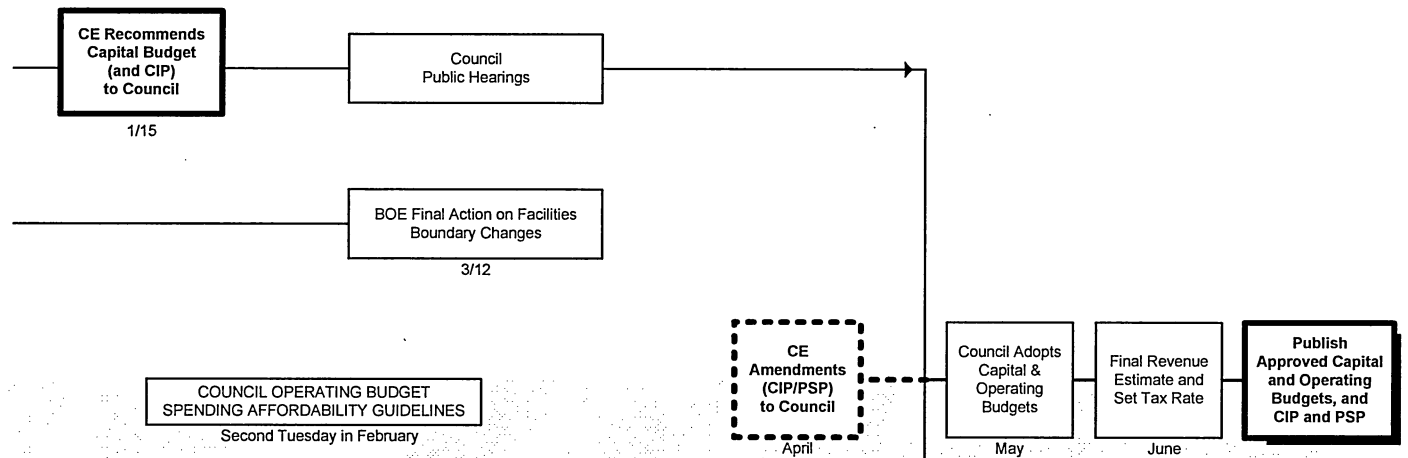 CE Recommends
Capital Budget
(and CIP)
to Council
1/15
Council
Public Hearings
BOE Final Action on Facilities
Boundary Changes
3/12
COUNCIL OPERATING BUDGET
SPENDING AFFORDABILITY GUIDELINES
Second Tuesday in February
CE
Amendments
(CIP/PSP)
to Council
April
Council Adopts
Capital &
Operating
Budgets
May
Final Revenue
Estimate and
Set Tax Rate
June
Publish
Approved Capital
and Operating
Budgets, and
CIP and PSP